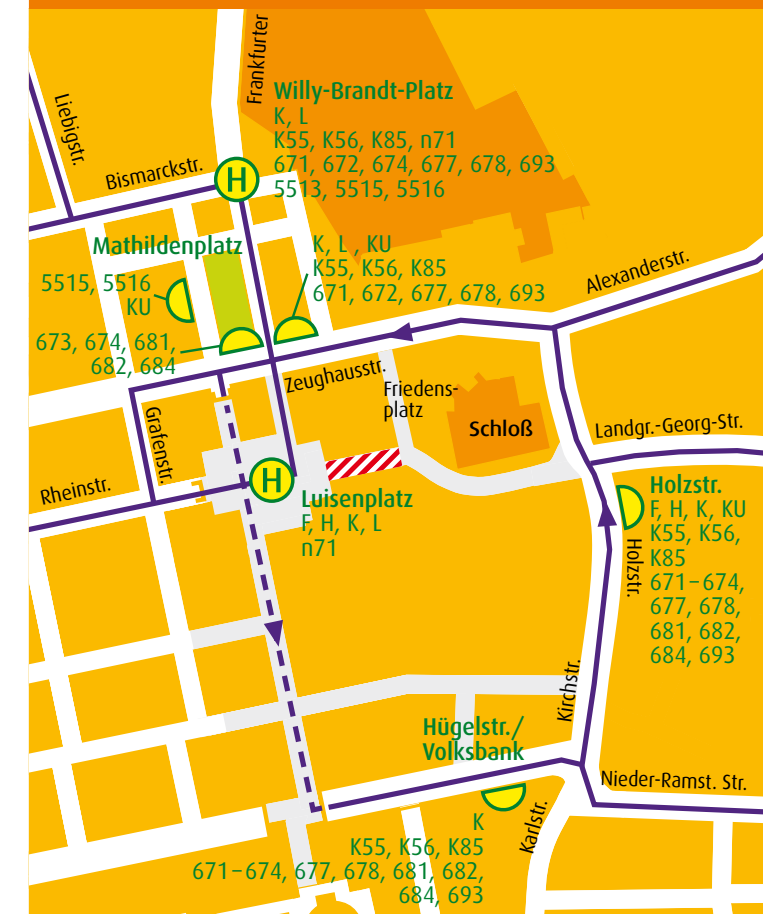 Frankfurter
Willy-Brandt-Platz
K, L
K55, K56, K85, n71
671, 672, 674, 677, 678, 693
5513, 5515, 5516
Liebigstr.
Bismarckstr.
H
Mathildenplatz
5515, 5516
KU
673, 674, 681,
682, 684
K, L , KU
K55, K56, K85
671, 672, 677, 678, 693
Alexanderstr.
Zeughausstr.
Friedens-
platz
Schloß
Landgr.-Georg-Str.
Grafenstr.
Rheinstr.
H
Luisenplatz
F, H, K, L
n71
Holzstr.
F, H, K, KU
K55, K56,
K85
671–674,
677, 678,
681, 682,
684, 693
Holzstr.
Kirchstr.
Hügelstr./
Volksbank
Nieder-Ramst. Str.
Karlstr.
K
K55, K56, K85
671–674, 677, 678, 681, 682,
684, 693